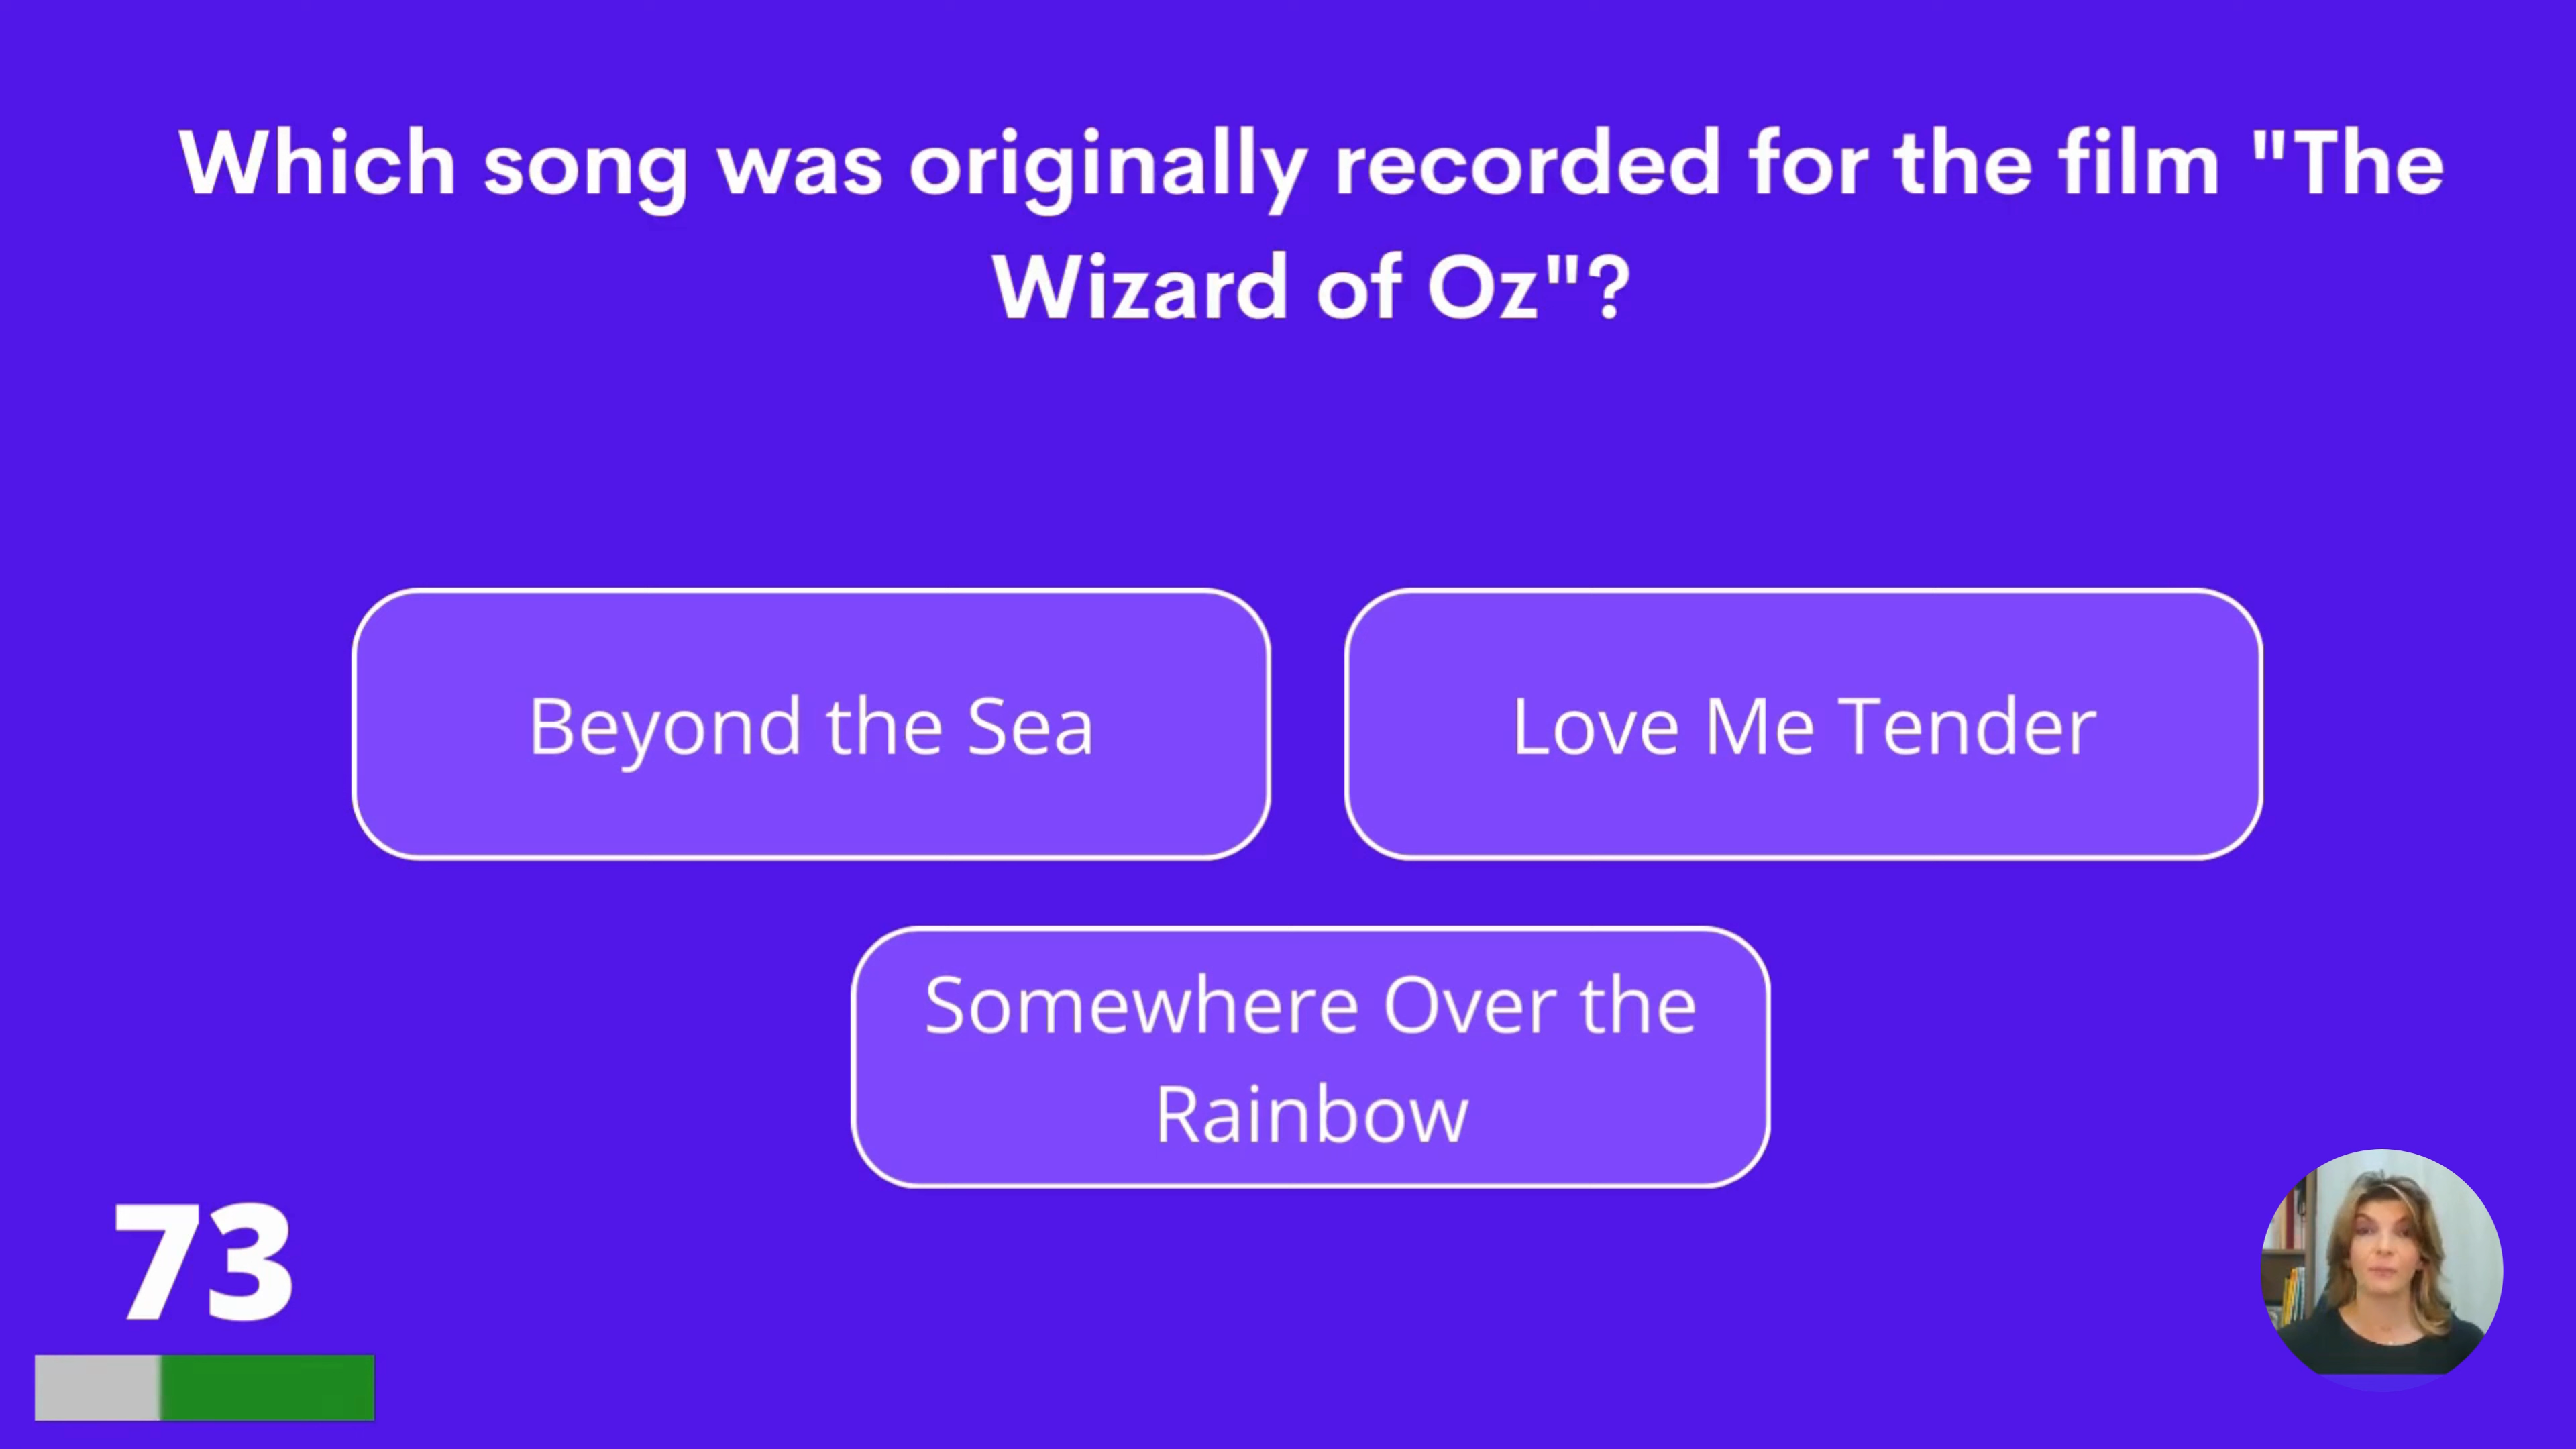 Which song was originally recorded for the film "The
Wizard of Oz"?
Beyond the Sea
Love Me Tender
Somewhere Over the
Rainbow
73